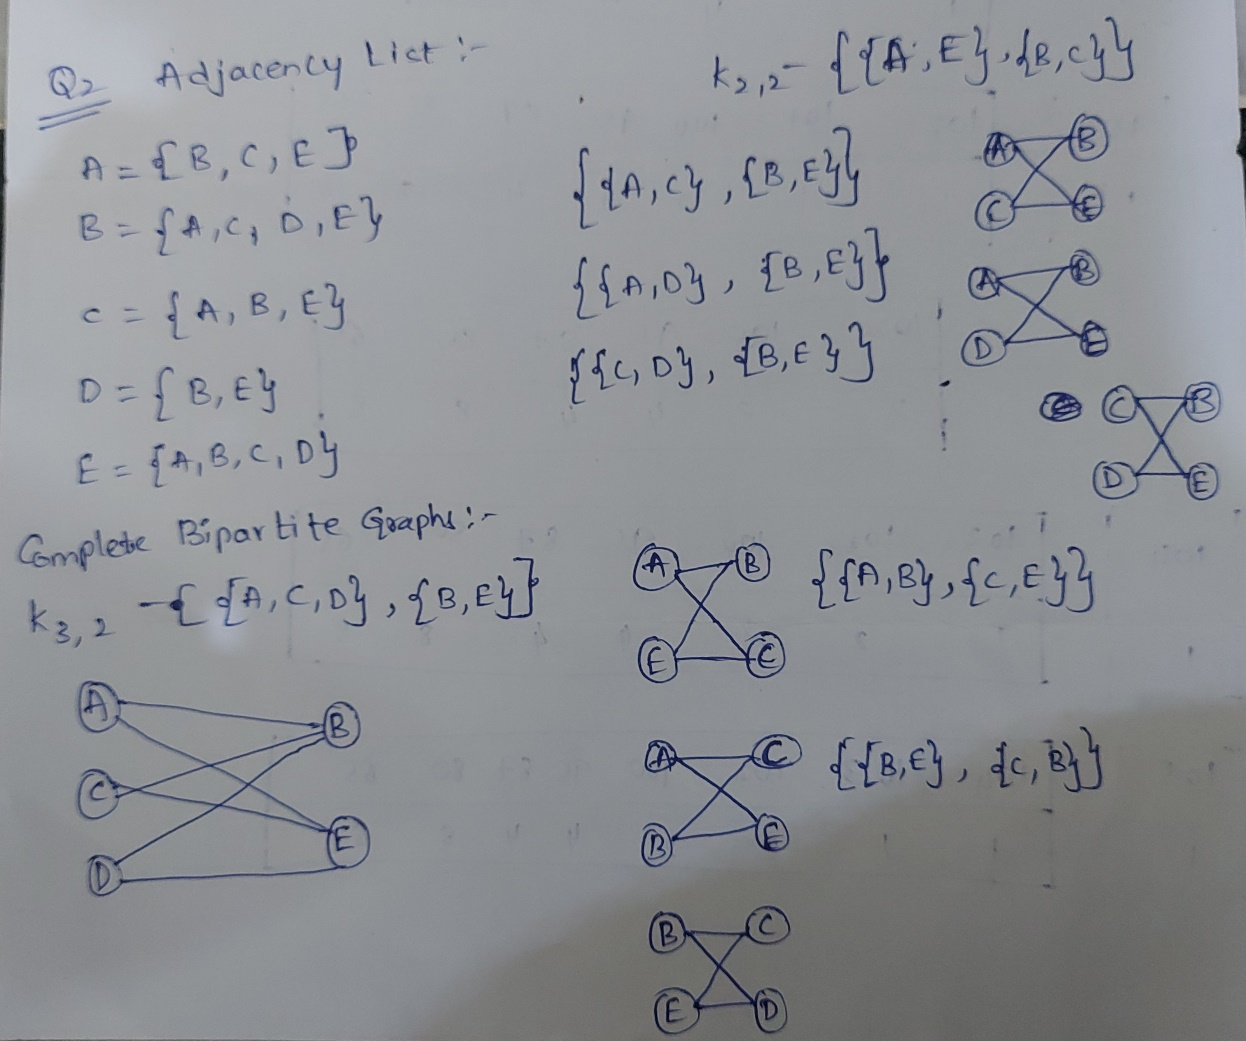 Q2 Adjacency List :-
A = {B, C, E}
B = {A, C, D, E}
C = {A, B, E}
D = {B, E}
E = {A, B, C, D}
Complete Bipartite Graphs :-
K3,2 - {{A, C, D}, {B, E}}
A
B
C
E
D
K2,2 - {{A, E}, {B, C}}
{{A, C}, {B, E}}
A B
C E
{{A, D}, {B, E}}
A B
D E
{{C, D}, {B, E}}
C B
D E
A B {{A, B}, {C, E}}
E C
A C {{B, E}, {C, B}}
B E
B C
E D